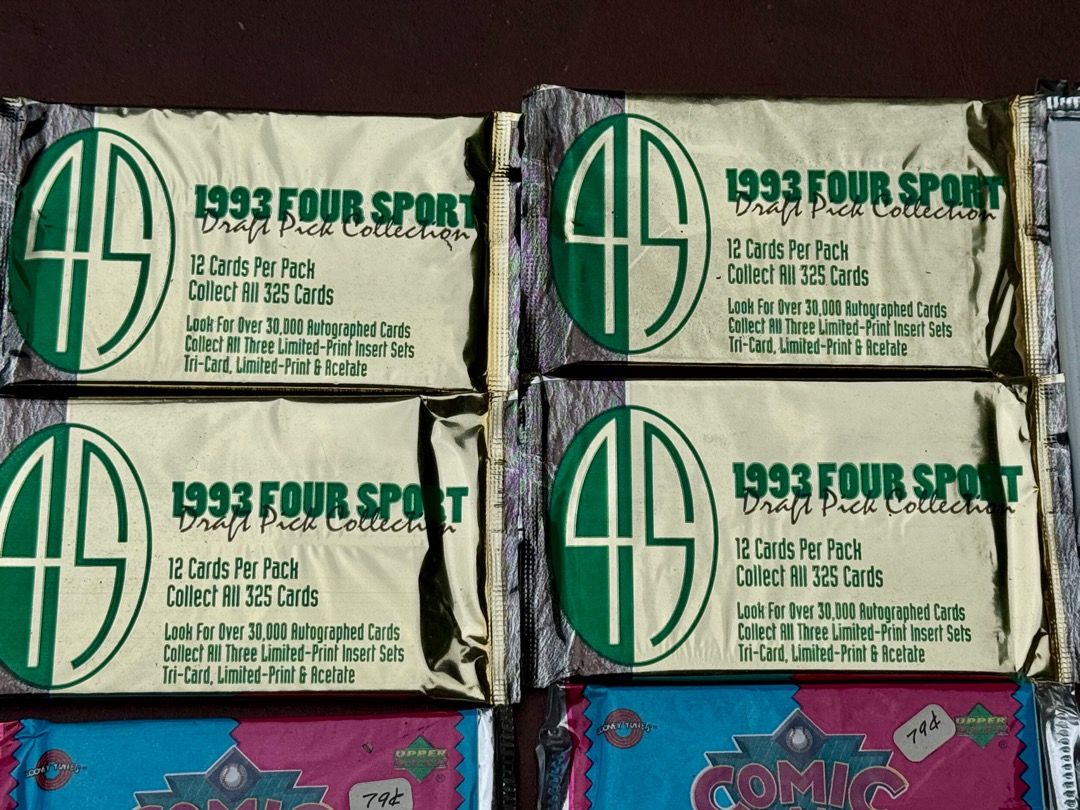 4S
1993 FOUR SPORT
Draft Pick Collection
12 Cards Per Pack
Collect All 325 Cards
Look For Over 30,000 Autographed Cards
Collect All Three Limited-Print Insert Sets
Tri-Card, Limited-Print & Acetate
4S
1993 FOUR SPORT
Draft Pick Collection
12 Cards Per Pack
Collect All 325 Cards
Look For Over 30,000 Autographed Cards
Collect All Three Limited-Print Insert Sets
Tri-Card, Limited-Print & Acetate
4S
1993 FOUR SPORT
Draft Pick Collection
12 Cards Per Pack
Collect All 325 Cards
Look For Over 30,000 Autographed Cards
Collect All Three Limited-Print Insert Sets
Tri-Card, Limited-Print & Acetate
4S
1993 FOUR SPORT
Draft Pick Collection
12 Cards Per Pack
Collect All 325 Cards
Look For Over 30,000 Autographed Cards
Collect All Three Limited-Print Insert Sets
Tri-Card, Limited-Print & Acetate
LOONEY TUNES™
UPPER
79¢
COMIC
LOONEY TUNES™
79¢
UPPER
®
COMIC